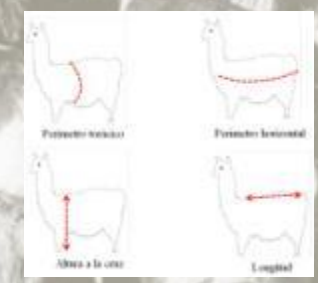 Perímetro torácico
Perímetro horizontal
Altura a la cruz
Longitud